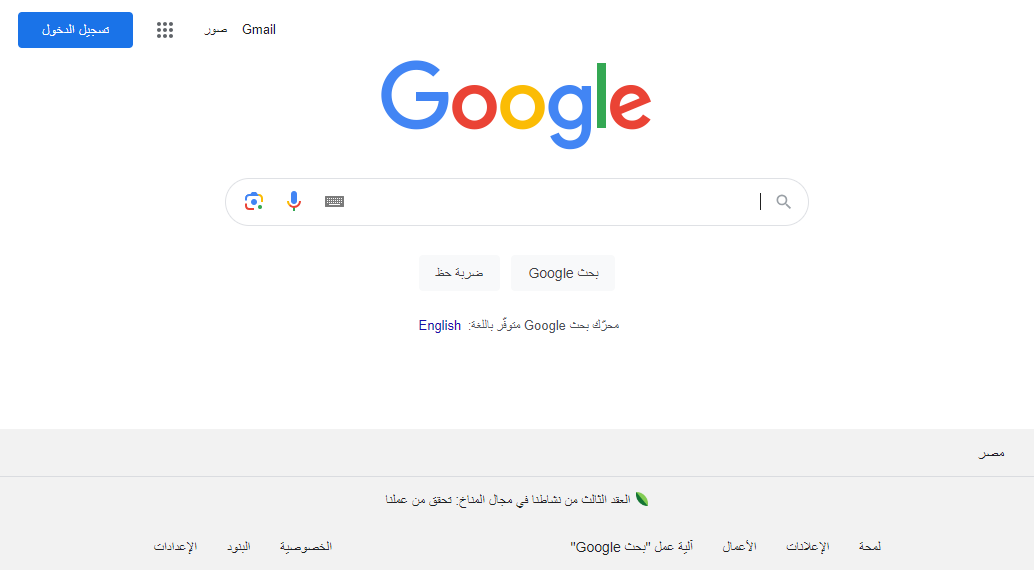 Gmail صور تسجيل الدخول
Google
بحث Google ضربة حظ
محرّك بحث Google متوفّر باللغة: English
مصر
العقد الثالث من نشاطنا في مجال المناخ: تحقق من عملنا
لمحة الإعلانات الأعمال آلية عمل "بحث Google" الخصوصية البنود الإعدادات